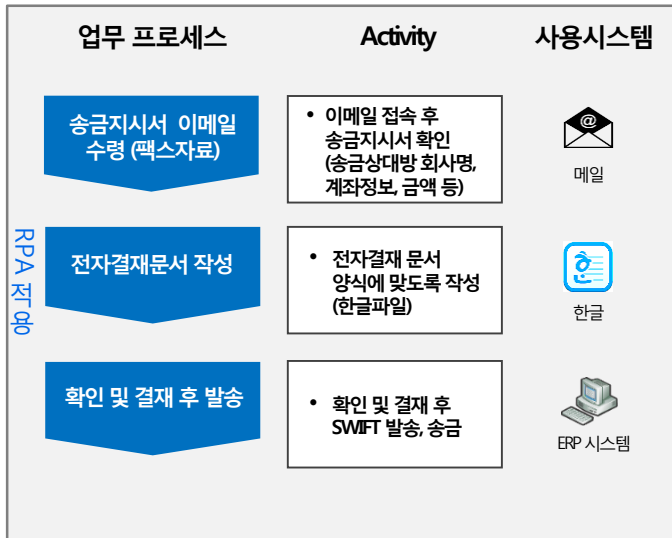 업무 프로세스
Activity
사용시스템
송금지시서 이메일
수령 (팩스자료)
• 이메일 접속 후
송금지시서 확인
(송금상대방 회사명,
계좌정보, 금액 등)
@
메일
RPA 적용
전자결재문서 작성
• 전자결재 문서
양식에 맞도록 작성
(한글파일)
한글
확인 및 결재 후 발송
• 확인 및 결재 후
SWIFT 발송, 송금
ERP 시스템